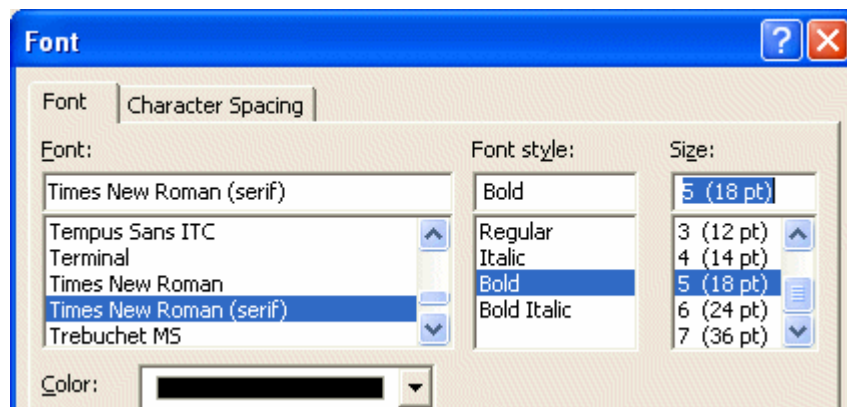 Font
Font Character Spacing
Font: Font style: Size:
Times New Roman (serif) Bold 5 (18 pt)
Tempus Sans ITC Regular 3 (12 pt)
Terminal Italic 4 (14 pt)
Times New Roman Bold 5 (18 pt)
Times New Roman (serif) Bold Italic 6 (24 pt)
Trebuchet MS 7 (36 pt)
Color: